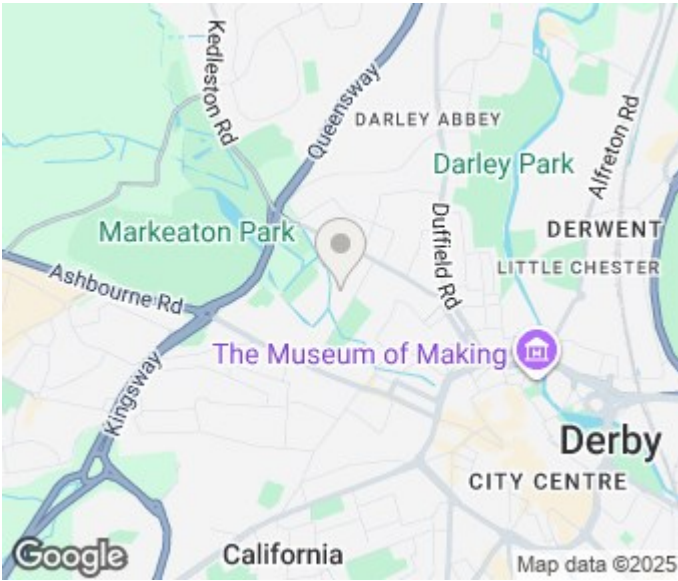 Kedleston Rd
Queensway
DARLEY ABBEY
Alfreton Rd
Darley Park
Markeaton Park
Duffield Rd
DERWENT
LITTLE CHESTER
Ashbourne Rd
The Museum of Making
Kingsway
Derby
CITY CENTRE
California
Google
Map data ©2025